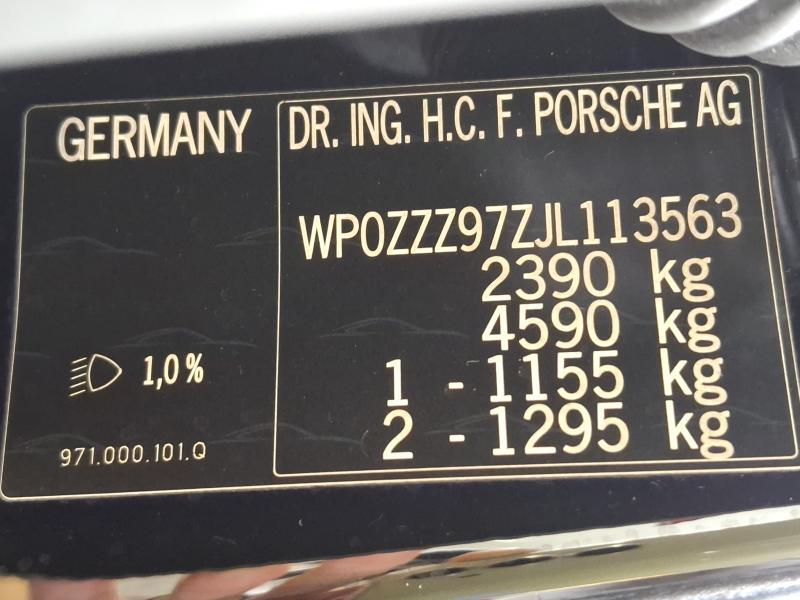 GERMANY
DR. ING. H.C. F. PORSCHE AG
WP0ZZZ97ZJL113563
2390 kg
4590 kg
1 - 1155 kg
2 - 1295 kg
1,0 %
971.000.101.Q